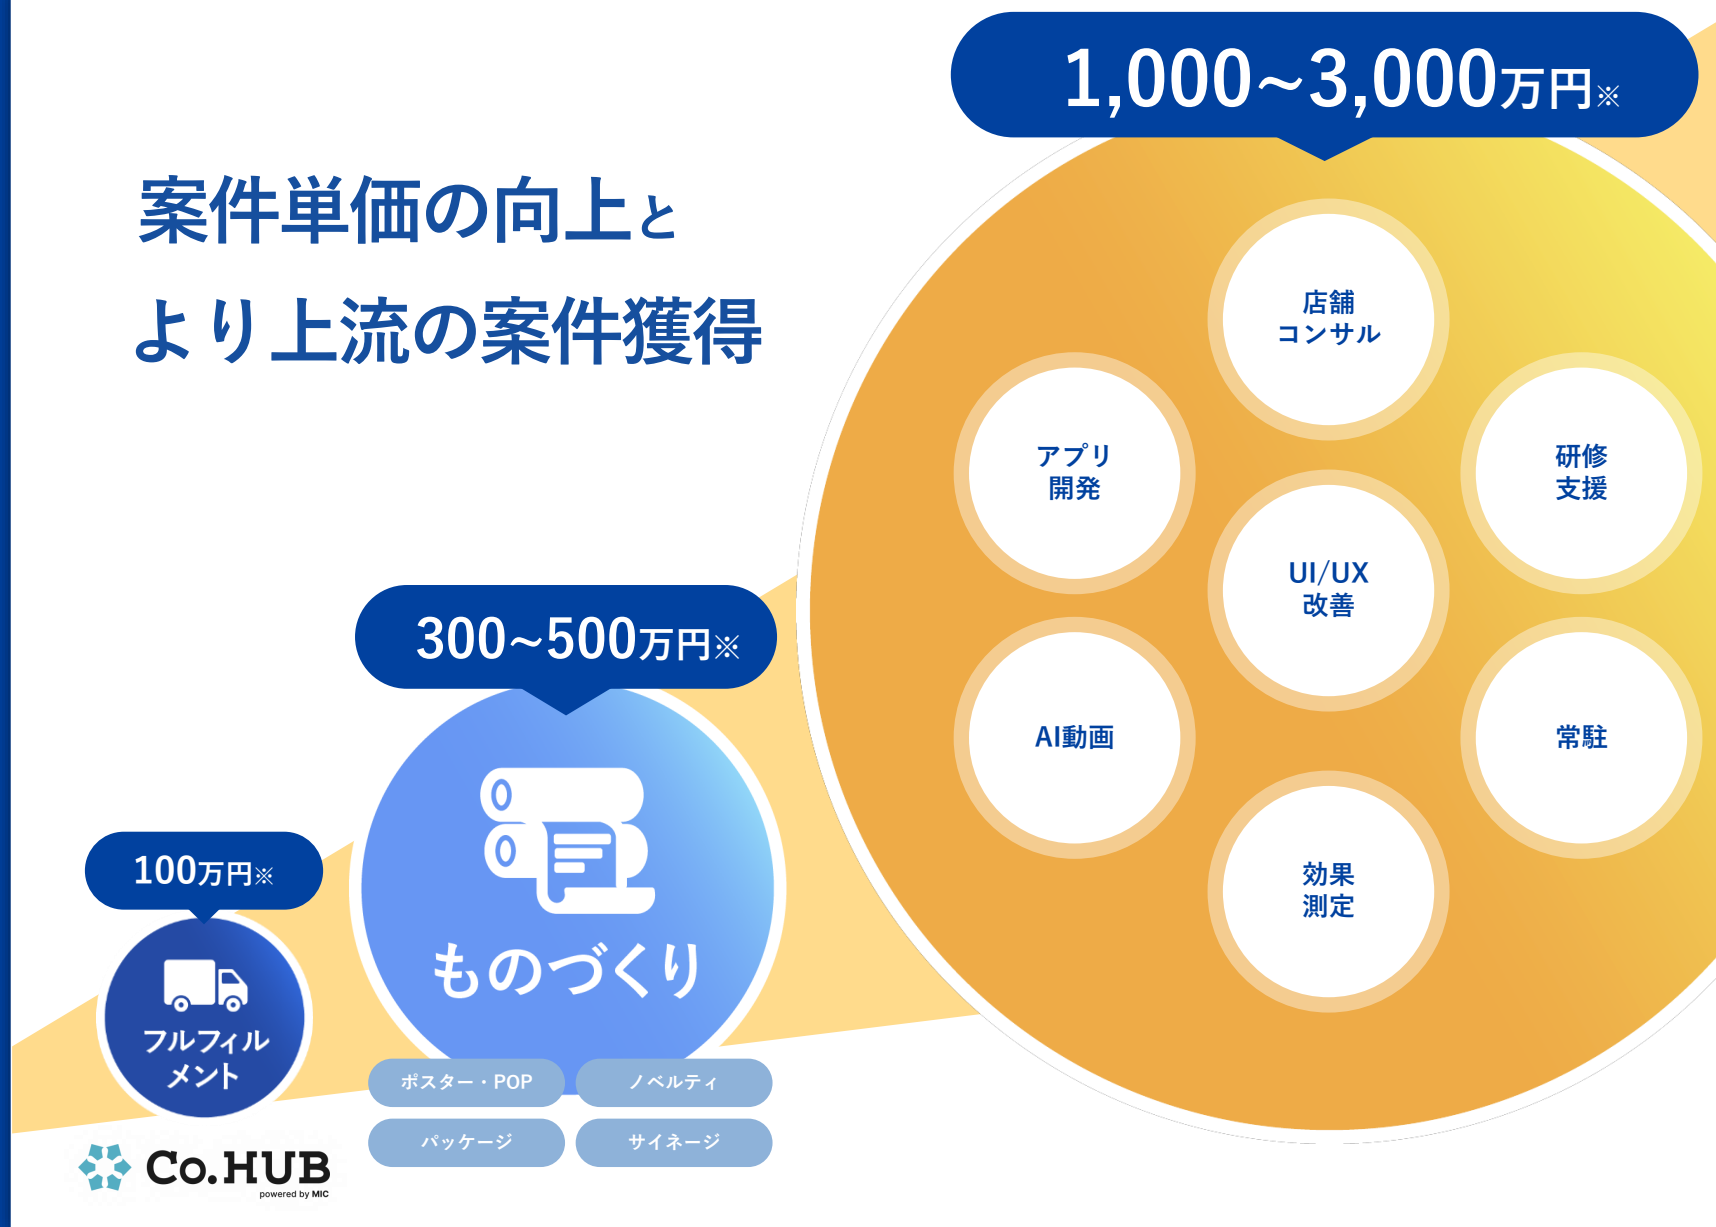 1,000~3,000万円※
案件単価の向上と
より上流の案件獲得
店舗
コンサル
アプリ
開発
研修
支援
UI/UX
改善
AI動画
常駐
効果
測定
300~500万円※
ものづくり
ポスター・POP
ノベルティ
パッケージ
サイネージ
100万円※
フルフィル
メント
Co.HUB
powered by MIC